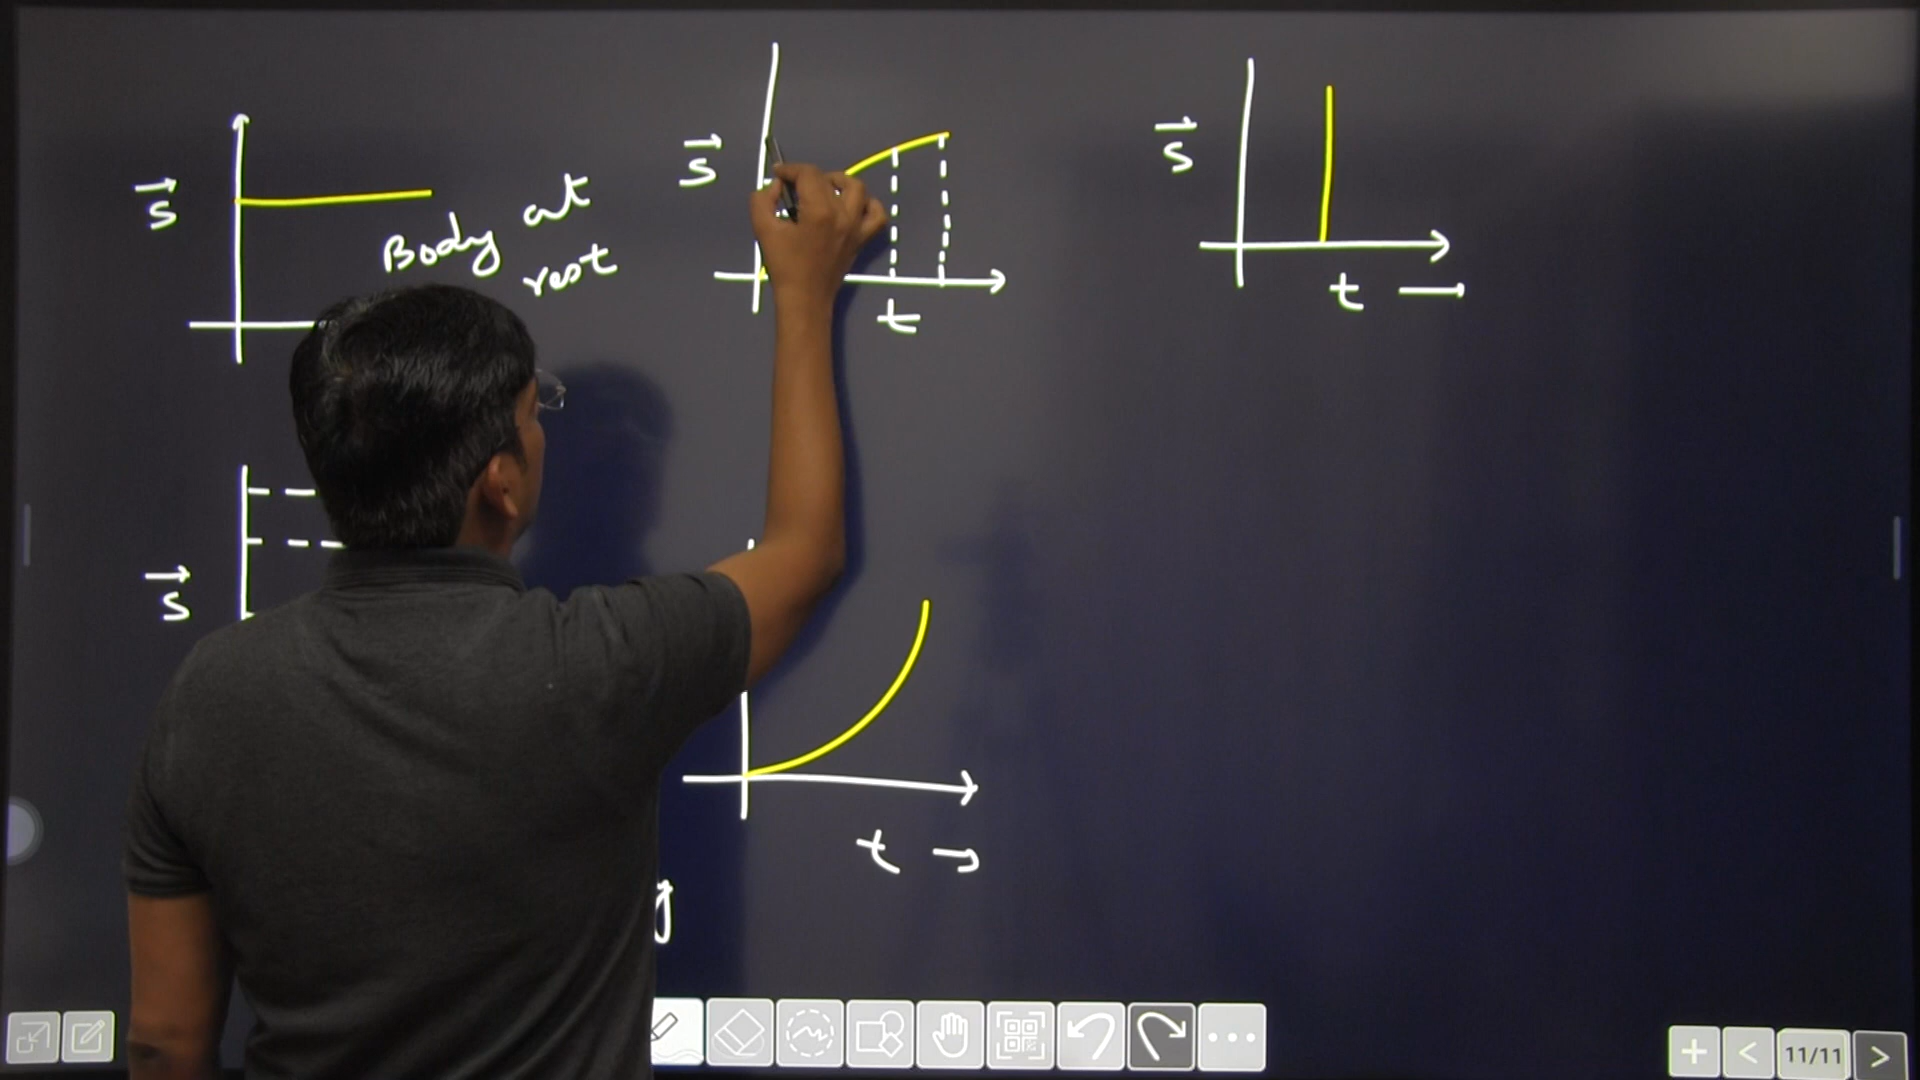 s⃗
Body at
rest
s⃗
t
s⃗
t →
s⃗
t →
y
11/11